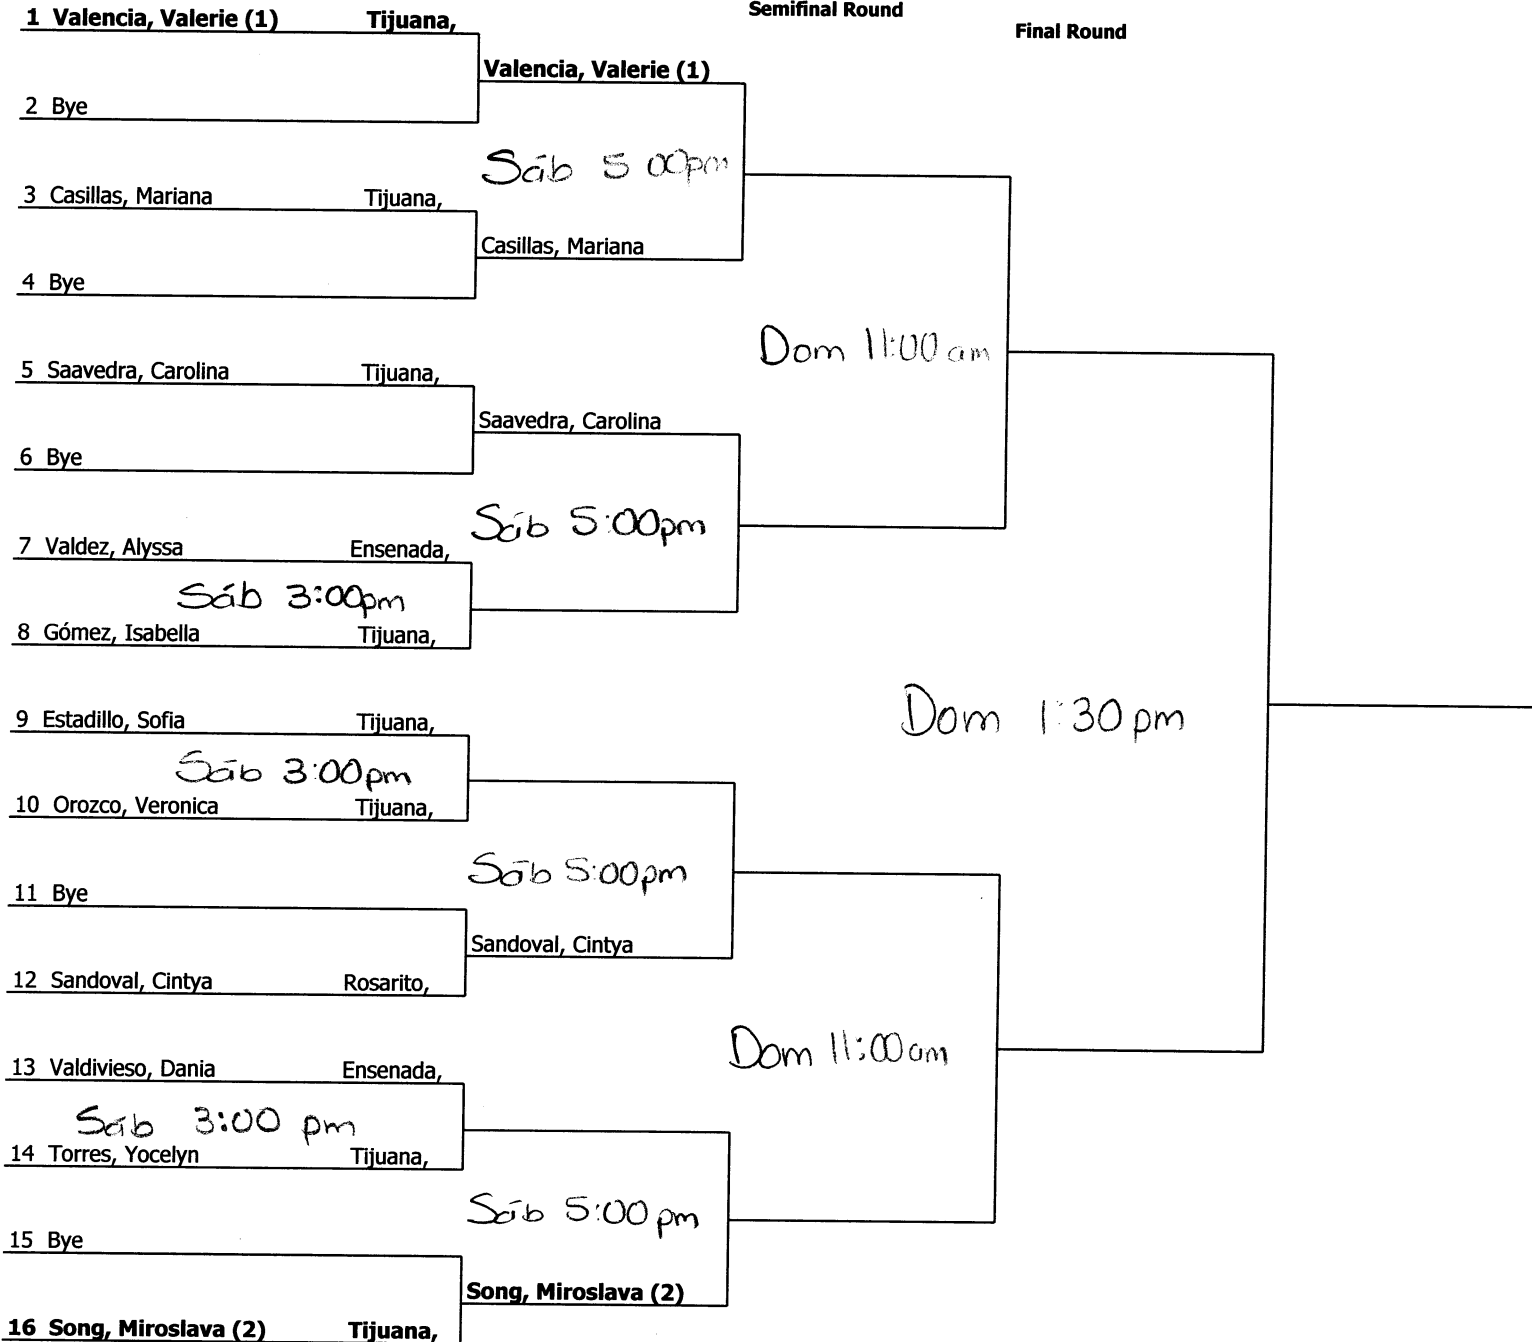 Semifinal Round
Final Round
1 Valencia, Valerie (1) Tijuana,
Valencia, Valerie (1)
2 Bye
Sáb 5 00pm
3 Casillas, Mariana Tijuana,
Casillas, Mariana
4 Bye
Dom 11:00 am
5 Saavedra, Carolina Tijuana,
Saavedra, Carolina
6 Bye
Sáb 5:00pm
7 Valdez, Alyssa Ensenada,
Sáb 3:00pm
8 Gómez, Isabella Tijuana,
Dom 1:30 pm
9 Estadillo, Sofia Tijuana,
Sáb 3:00pm
10 Orozco, Veronica Tijuana,
Sáb 5:00pm
11 Bye
Sandoval, Cintya
12 Sandoval, Cintya Rosarito,
Dom 11:00 am
13 Valdivieso, Dania Ensenada,
Sáb 3:00 pm
14 Torres, Yocelyn Tijuana,
Sáb 5:00 pm
15 Bye
Song, Miroslava (2)
16 Song, Miroslava (2) Tijuana,